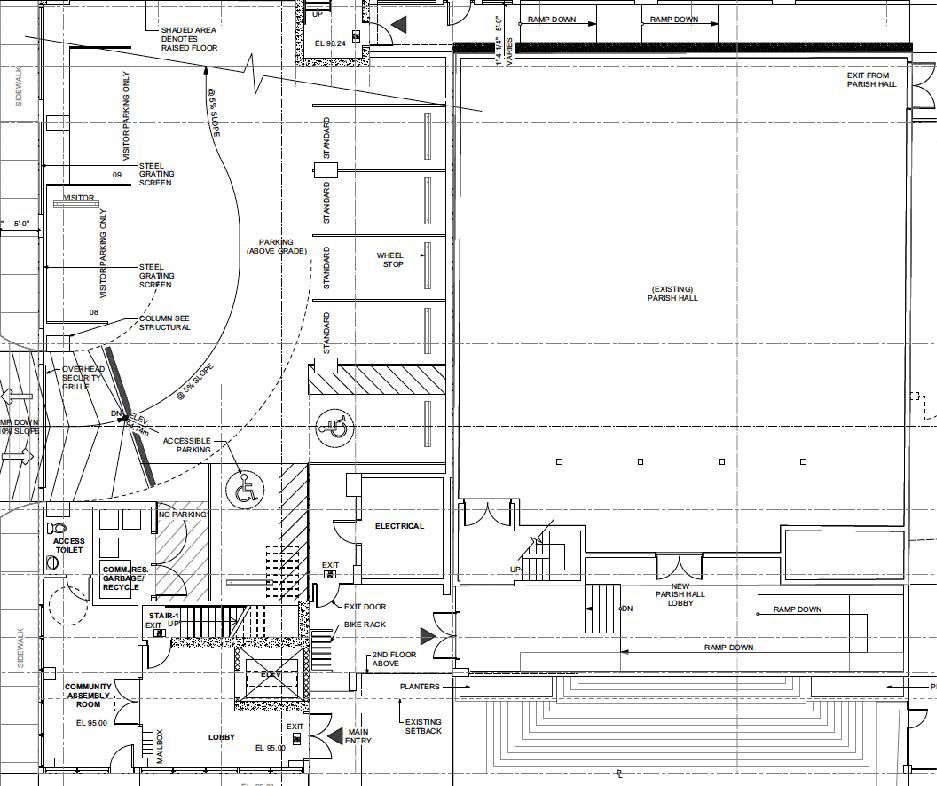 UP
SHADED AREA
DENOTES
RAISED FLOOR
EL 96.24
RAMP DOWN
RAMP DOWN
1'-4 1/4"
5'-0"
VARIES
EXIT FROM
PARISH HALL
SIDEWALK
VISITOR PARKING ONLY
@ 5% SLOPE
STANDARD
STEEL
GRATING
SCREEN
09
VISITOR
STANDARD
5'-0"
VISITOR PARKING ONLY
PARKING
(ABOVE GRADE)
STANDARD
WHEEL
STOP
STEEL
GRATING
SCREEN
(EXISTING)
PARISH HALL
08
COLUMN SEE
STRUCTURAL
STANDARD
OVERHEAD
SECURITY
GRILLE
@ 5% SLOPE
DN
ELEV
MP DOWN
10% SLOPE
ACCESSIBLE
PARKING
NO PARKING
ELECTRICAL
ACCESS
TOILET
COMM./RES.
GARBAGE/
RECYCLE
EXIT
UP
NEW
PARISH HALL
LOBBY
EXIT DOOR
STAIR-1
UP
EXIT
BIKE RACK
DN
RAMP DOWN
RAMP DOWN
SIDEWALK
2ND FLOOR
ABOVE
ELEV
PLANTERS
P
COMMUNITY
ASSEMBLY
ROOM
EL 95.00
EXISTING
SETBACK
MAILBOX
LOBBY
EXIT
EL 95.00
MAIN
ENTRY